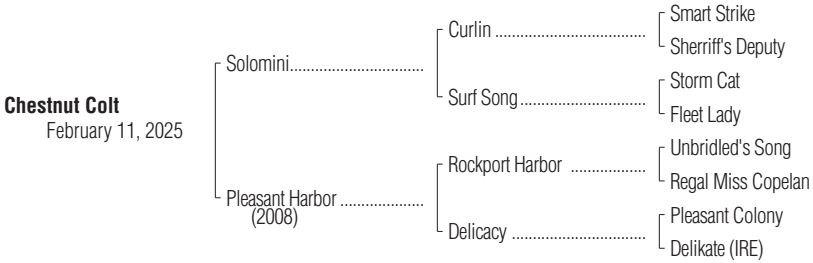 Chestnut Colt
February 11, 2025
Solomini..............................
Pleasant Harbor ..................
(2008)
Curlin .................................
Surf Song............................
Rockport Harbor ................
Delicacy .............................
Smart Strike
Sherriff's Deputy
Storm Cat
Fleet Lady
Unbridled's Song
Regal Miss Copelan
Pleasant Colony
Delikate (IRE)